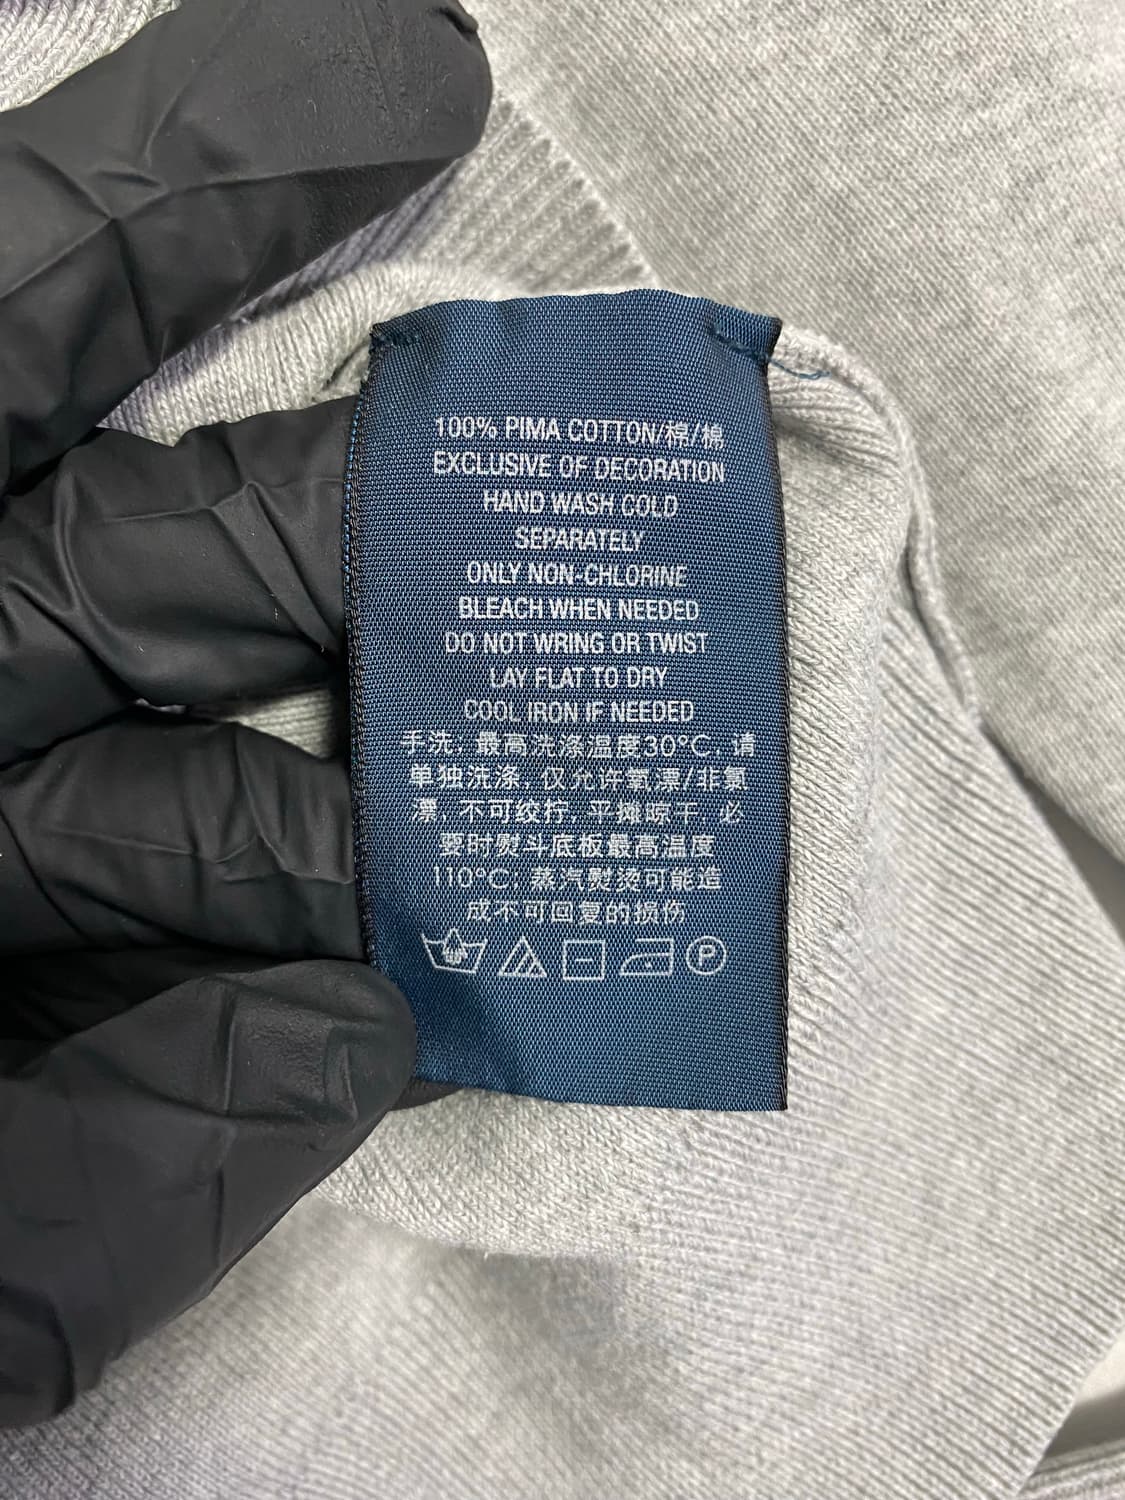 100% PIMA COTTON/棉/棉
EXCLUSIVE OF DECORATION
HAND WASH COLD
SEPARATELY
ONLY NON-CHLORINE
BLEACH WHEN NEEDED
DO NOT WRING OR TWIST
LAY FLAT TO DRY
COOL IRON IF NEEDED
手洗, 最高洗涤温度30°C, 请
单独洗涤, 仅允许氧漂/非氯
漂, 不可绞拧, 平摊晾干, 必
要时熨斗底板最高温度
110°C; 蒸汽熨烫可能造
成不可回复的损伤
P